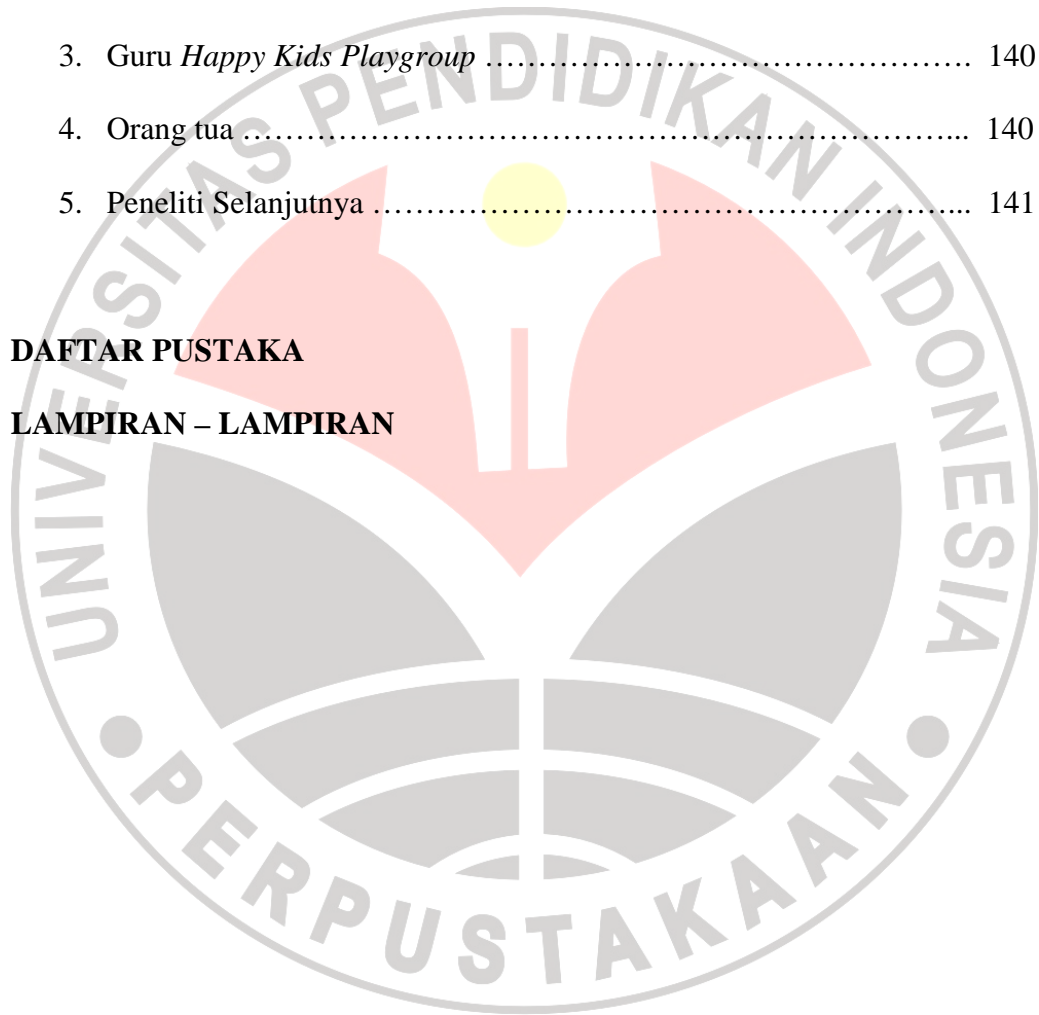 3. Guru Happy Kids Playgroup ………………………………………………. 140
4. Orang tua ……………………………………………………………………... 140
5. Peneliti Selanjutnya ………………………………………………………... 141
DAFTAR PUSTAKA
LAMPIRAN – LAMPIRAN
UNIVERSITAS PENDIDIKAN INDONESIA
PERPUSTAKAAN